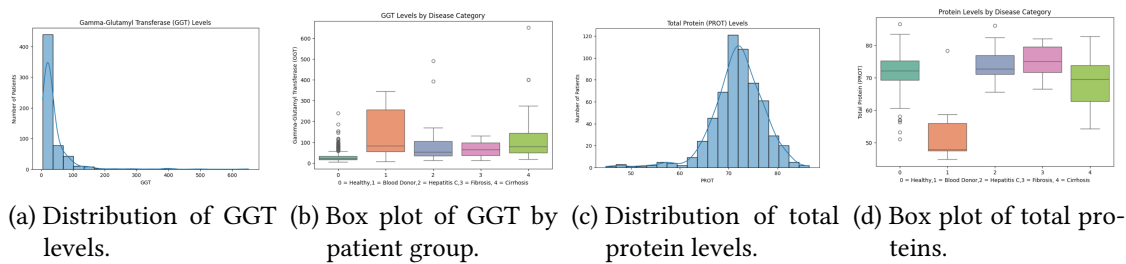 Gamma-Glutamyl Transferase (GGT) Levels
400
300
200
100
0
Number of Patients
0 100 200 300 400 500 600
GGT
GGT Levels by Disease Category
600
500
400
300
200
100
0
Gamma-Glutamyl Transferase (GGT)
0 1 2 3 4
0 = Healthy,1 = Blood Donor,2 = Hepatitis C,3 = Fibrosis, 4 = Cirrhosis
Total Protein (PROT) Levels
120
100
80
60
40
20
0
Number of Patients
50 60 70 80
PROT
Protein Levels by Disease Category
80
70
60
50
Total Protein (PROT)
0 1 2 3 4
0 = Healthy,1 = Blood Donor,2 = Hepatitis C,3 = Fibrosis, 4 = Cirrhosis
(a) Distribution of GGT
levels.
(b) Box plot of GGT by
patient group.
(c) Distribution of total
protein levels.
(d) Box plot of total pro-
teins.